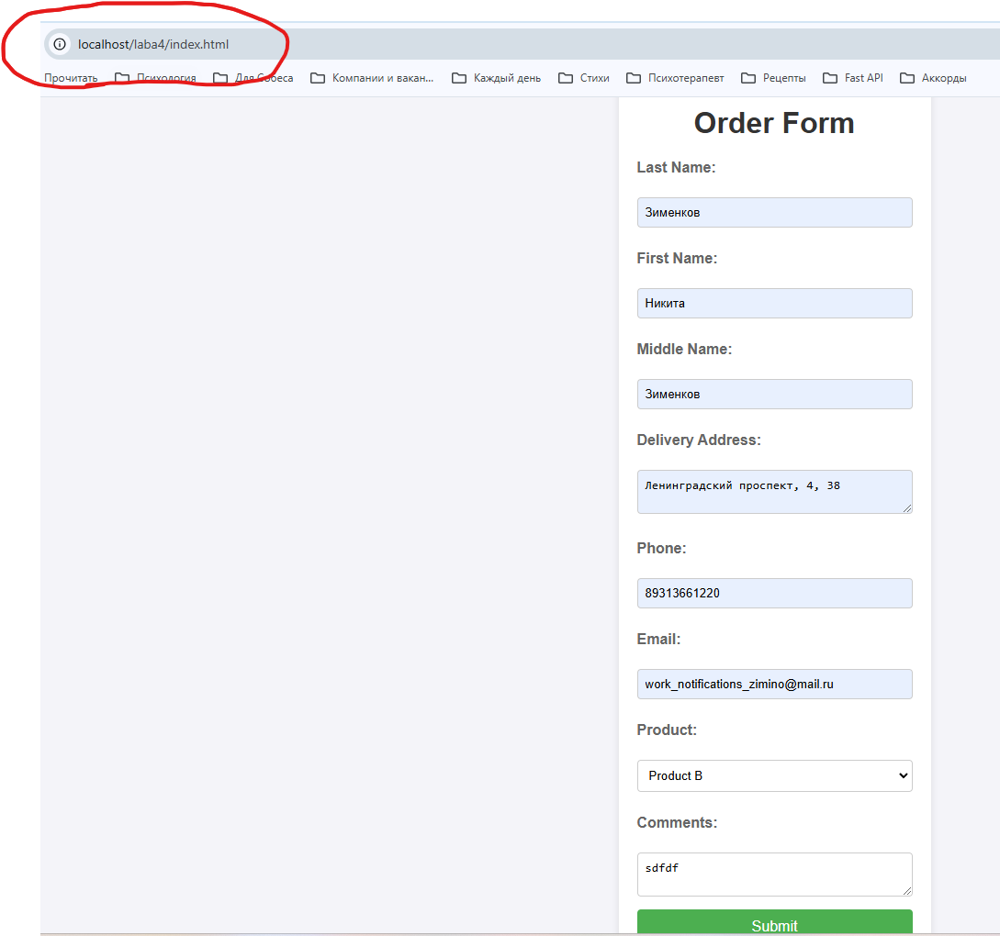 localhost/laba4/index.html
Прочитать Психология Для Собеса Компании и вакан... Каждый день Стихи Психотерапевт Рецепты Fast API Аккорды
Order Form
Last Name:
Зименков
First Name:
Никита
Middle Name:
Зименков
Delivery Address:
Ленинградский проспект, 4, 38
Phone:
89313661220
Email:
work_notifications_zimino@mail.ru
Product:
Product B
Comments:
sdfdf
Submit